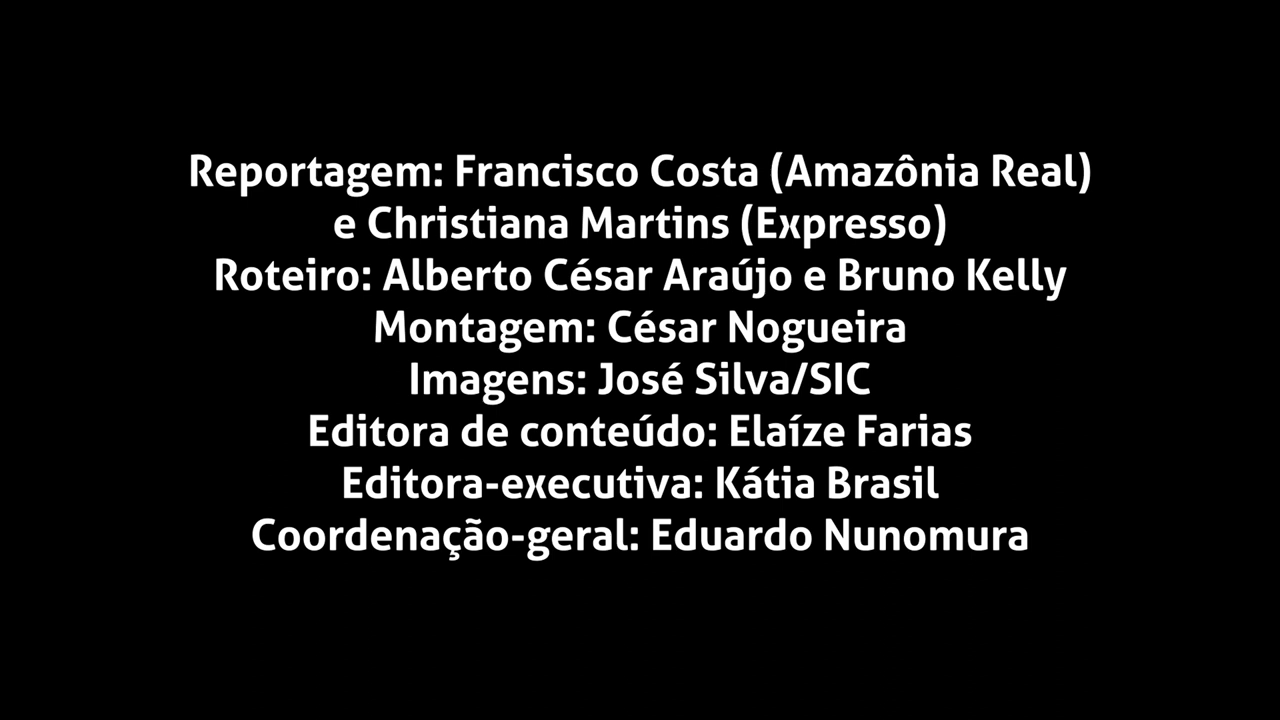 Reportagem: Francisco Costa (Amazônia Real)
e Christiana Martins (Expresso)
Roteiro: Alberto César Araújo e Bruno Kelly
Montagem: César Nogueira
Imagens: José Silva/SIC
Editora de conteúdo: Elaíze Farias
Editora-executiva: Kátia Brasil
Coordenação-geral: Eduardo Nunomura